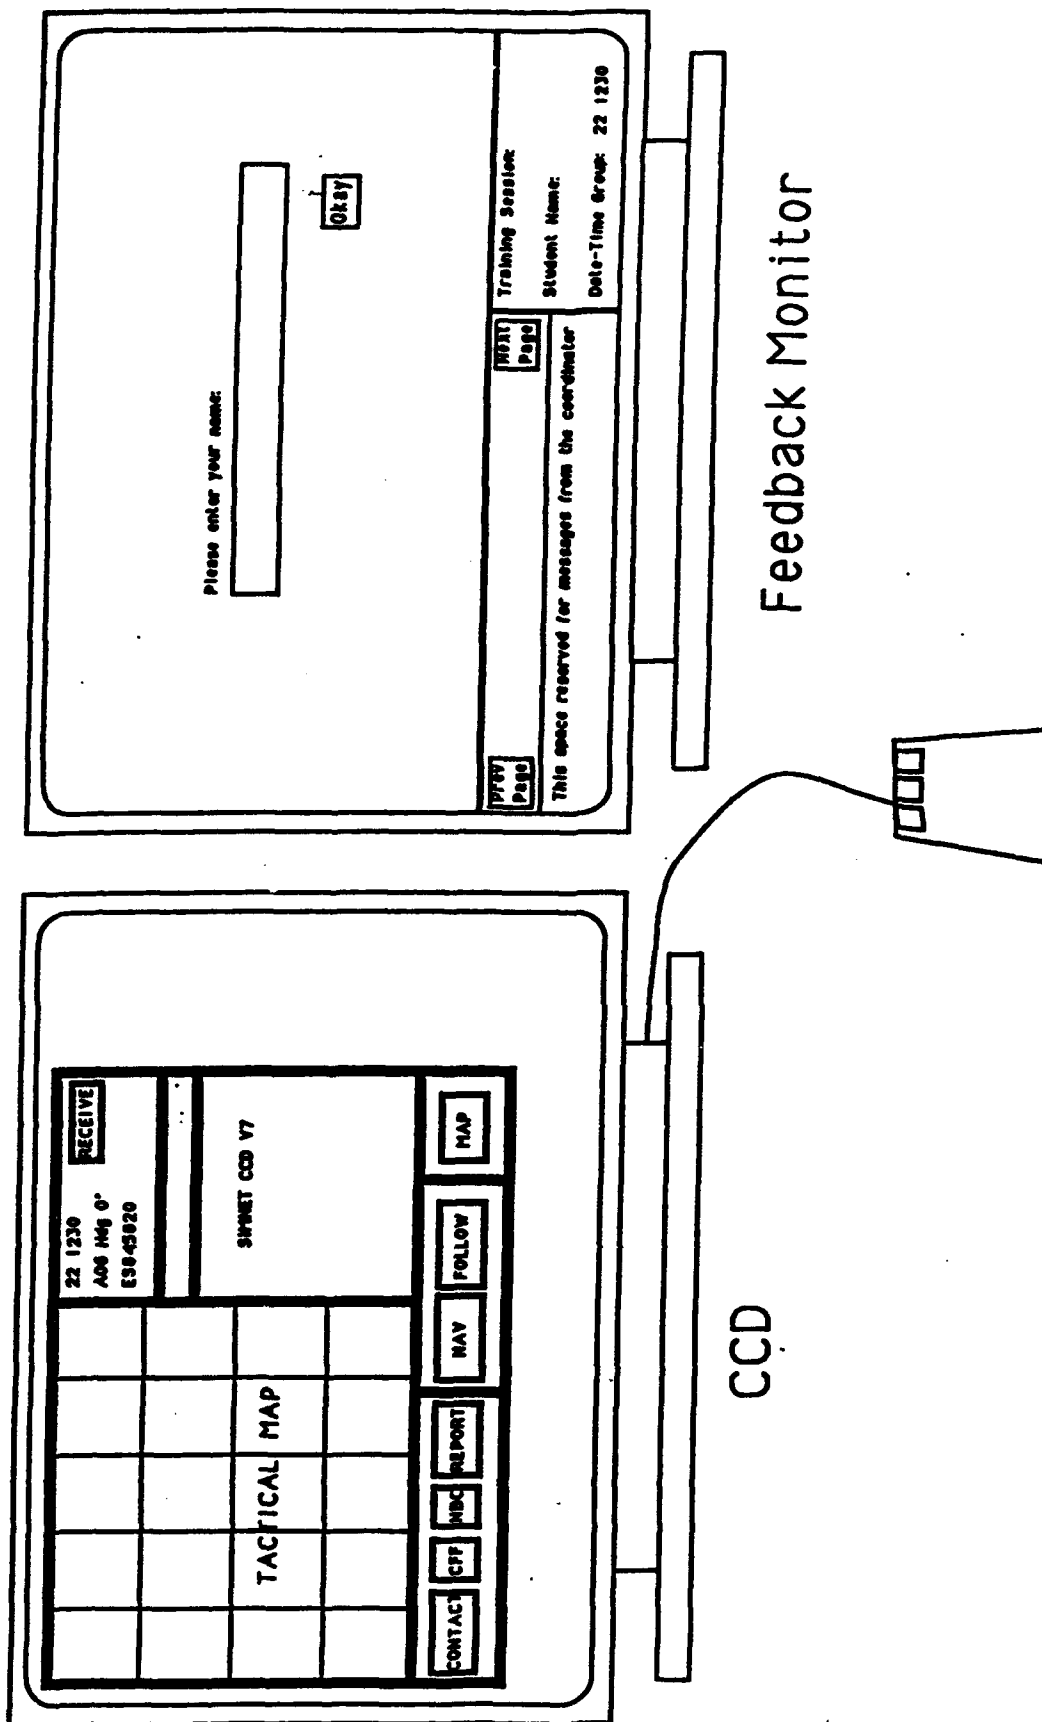 22 1230
A06 Hdg 0°
ES845820
RECEIVE
SIMNET CCD V7
TACTICAL MAP
CONTACT
CFF
NBC
REPORT
NAV
FOLLOW
MAP
CCD
Please enter your name:
Okay
Prev
Page
Next
Page
This space reserved for messages from the coordinator
Training Session:
Student Name:
Date-Time Group: 22 1230
Feedback Monitor